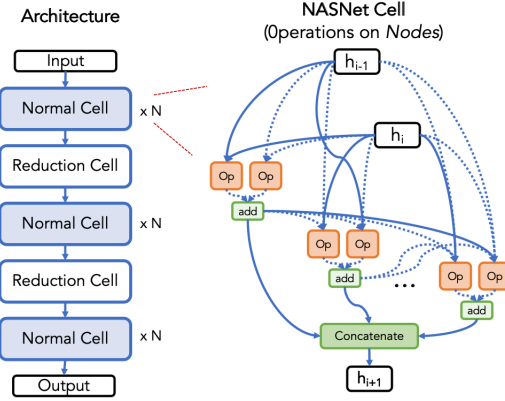 Architecture
Input
Normal Cell
x N
Reduction Cell
Normal Cell
x N
Reduction Cell
Normal Cell
x N
Output
NASNet Cell
(0perations on Nodes)
hi-1
hi
Op
Op
add
Op
Op
add
...
Op
Op
add
Concatenate
hi+1